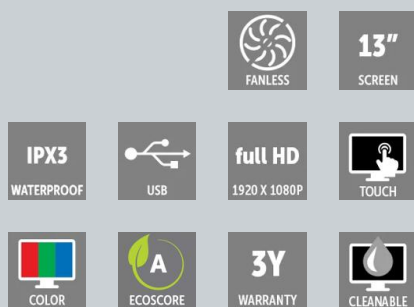 FANLESS
13"
SCREEN
IPX3
WATERPROOF
USB
full HD
1920 X 1080P
TOUCH
COLOR
A
ECOSCORE
3Y
WARRANTY
CLEANABLE